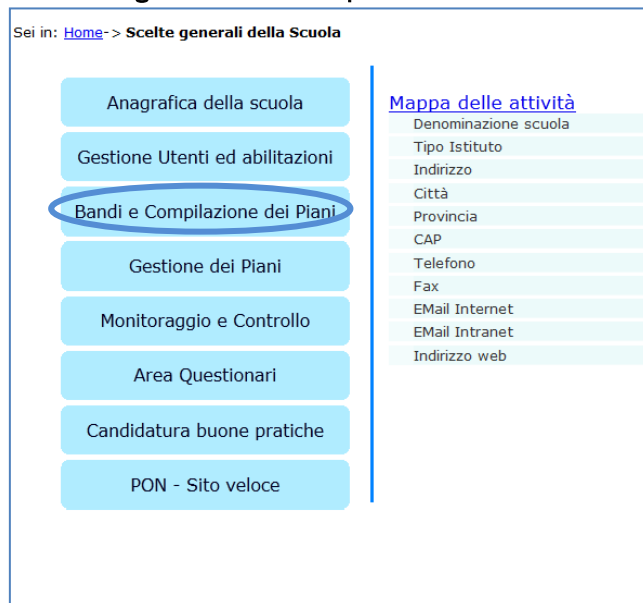 Sei in: Home-> Scelte generali della Scuola
Anagrafica della scuola
Gestione Utenti ed abilitazioni
Bandi e Compilazione dei Piani
Gestione dei Piani
Monitoraggio e Controllo
Area Questionari
Candidatura buone pratiche
PON - Sito veloce
Mappa delle attività
Denominazione scuola
Tipo Istituto
Indirizzo
Città
Provincia
CAP
Telefono
Fax
EMail Internet
EMail Intranet
Indirizzo web